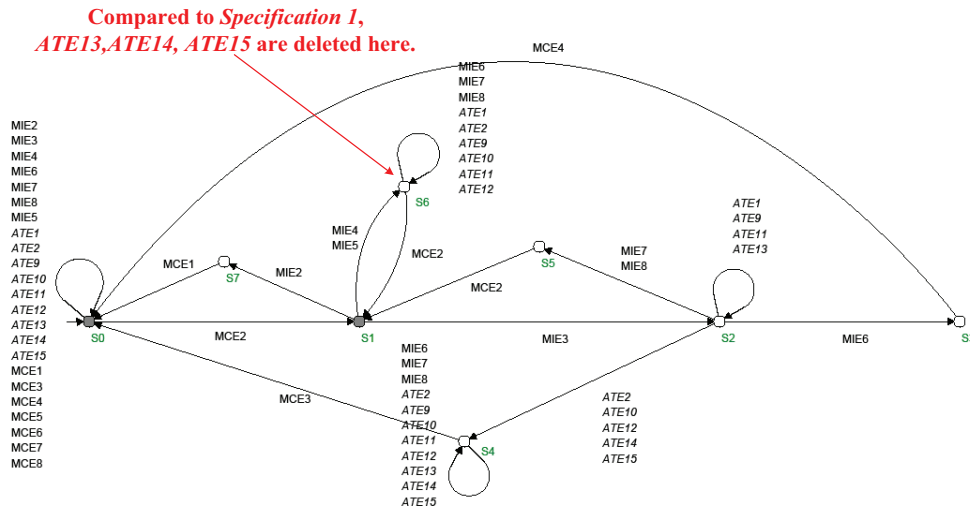 Compared to Specification 1,
ATE13,ATE14, ATE15 are deleted here.
MCE4
MIE6
MIE7
MIE8
ATE1
ATE2
ATE9
ATE10
ATE11
ATE12
MIE2
MIE3
MIE4
MIE6
MIE7
MIE8
MIE5
ATE1
ATE2
ATE9
ATE10
ATE11
ATE12
ATE13
ATE14
ATE15
MCE1
MCE3
MCE4
MCE5
MCE6
MCE7
MCE8
S6
ATE1
ATE9
ATE11
ATE13
MIE4
MIE5
MCE2
MIE7
MIE8
MCE1
S7
MIE2
S5
MCE2
S0
MCE2
S1
MIE3
S2
MIE6
MIE6
MIE7
MIE8
ATE2
ATE9
ATE10
ATE11
ATE12
ATE13
ATE14
ATE15
MCE3
S4
ATE2
ATE10
ATE12
ATE14
ATE15